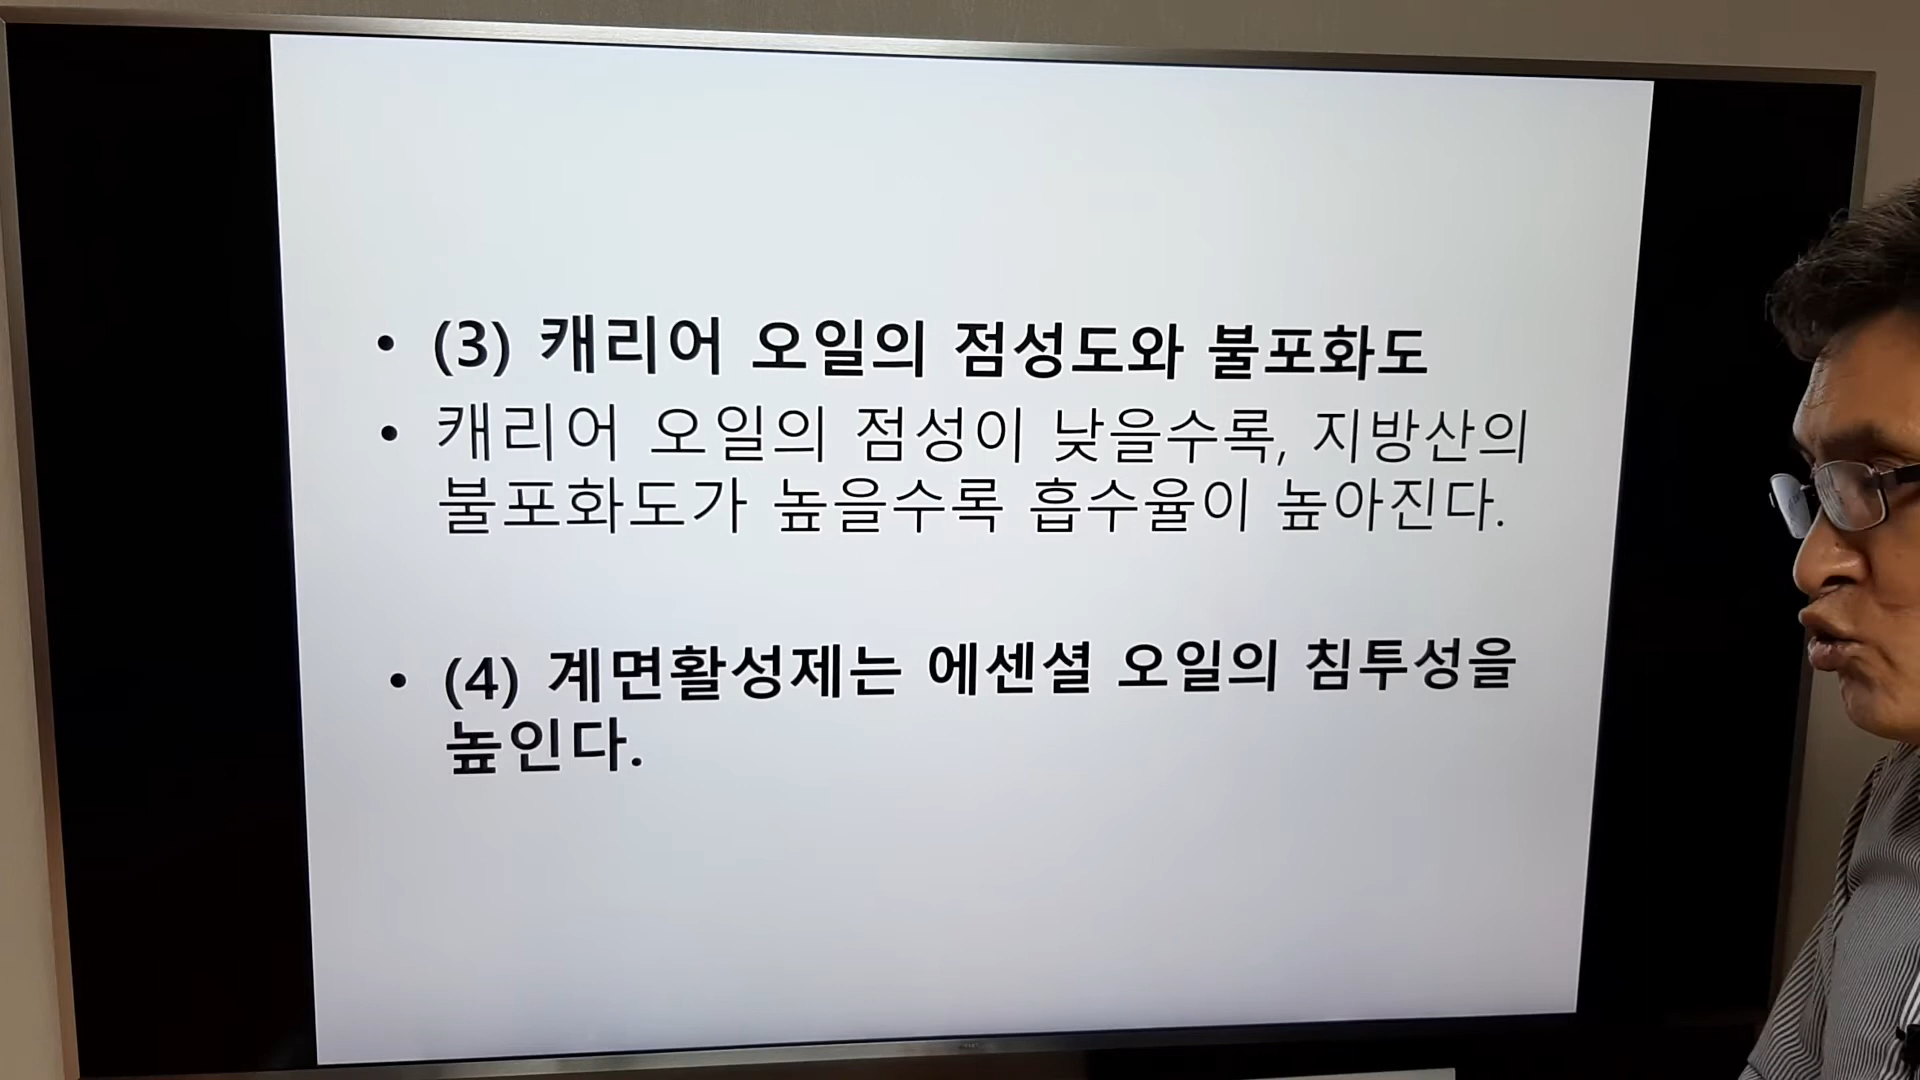 • (3) 캐리어 오일의 점성도와 불포화도
• 캐리어 오일의 점성이 낮을수록, 지방산의
불포화도가 높을수록 흡수율이 높아진다.
• (4) 계면활성제는 에센셜 오일의 침투성을
높인다.